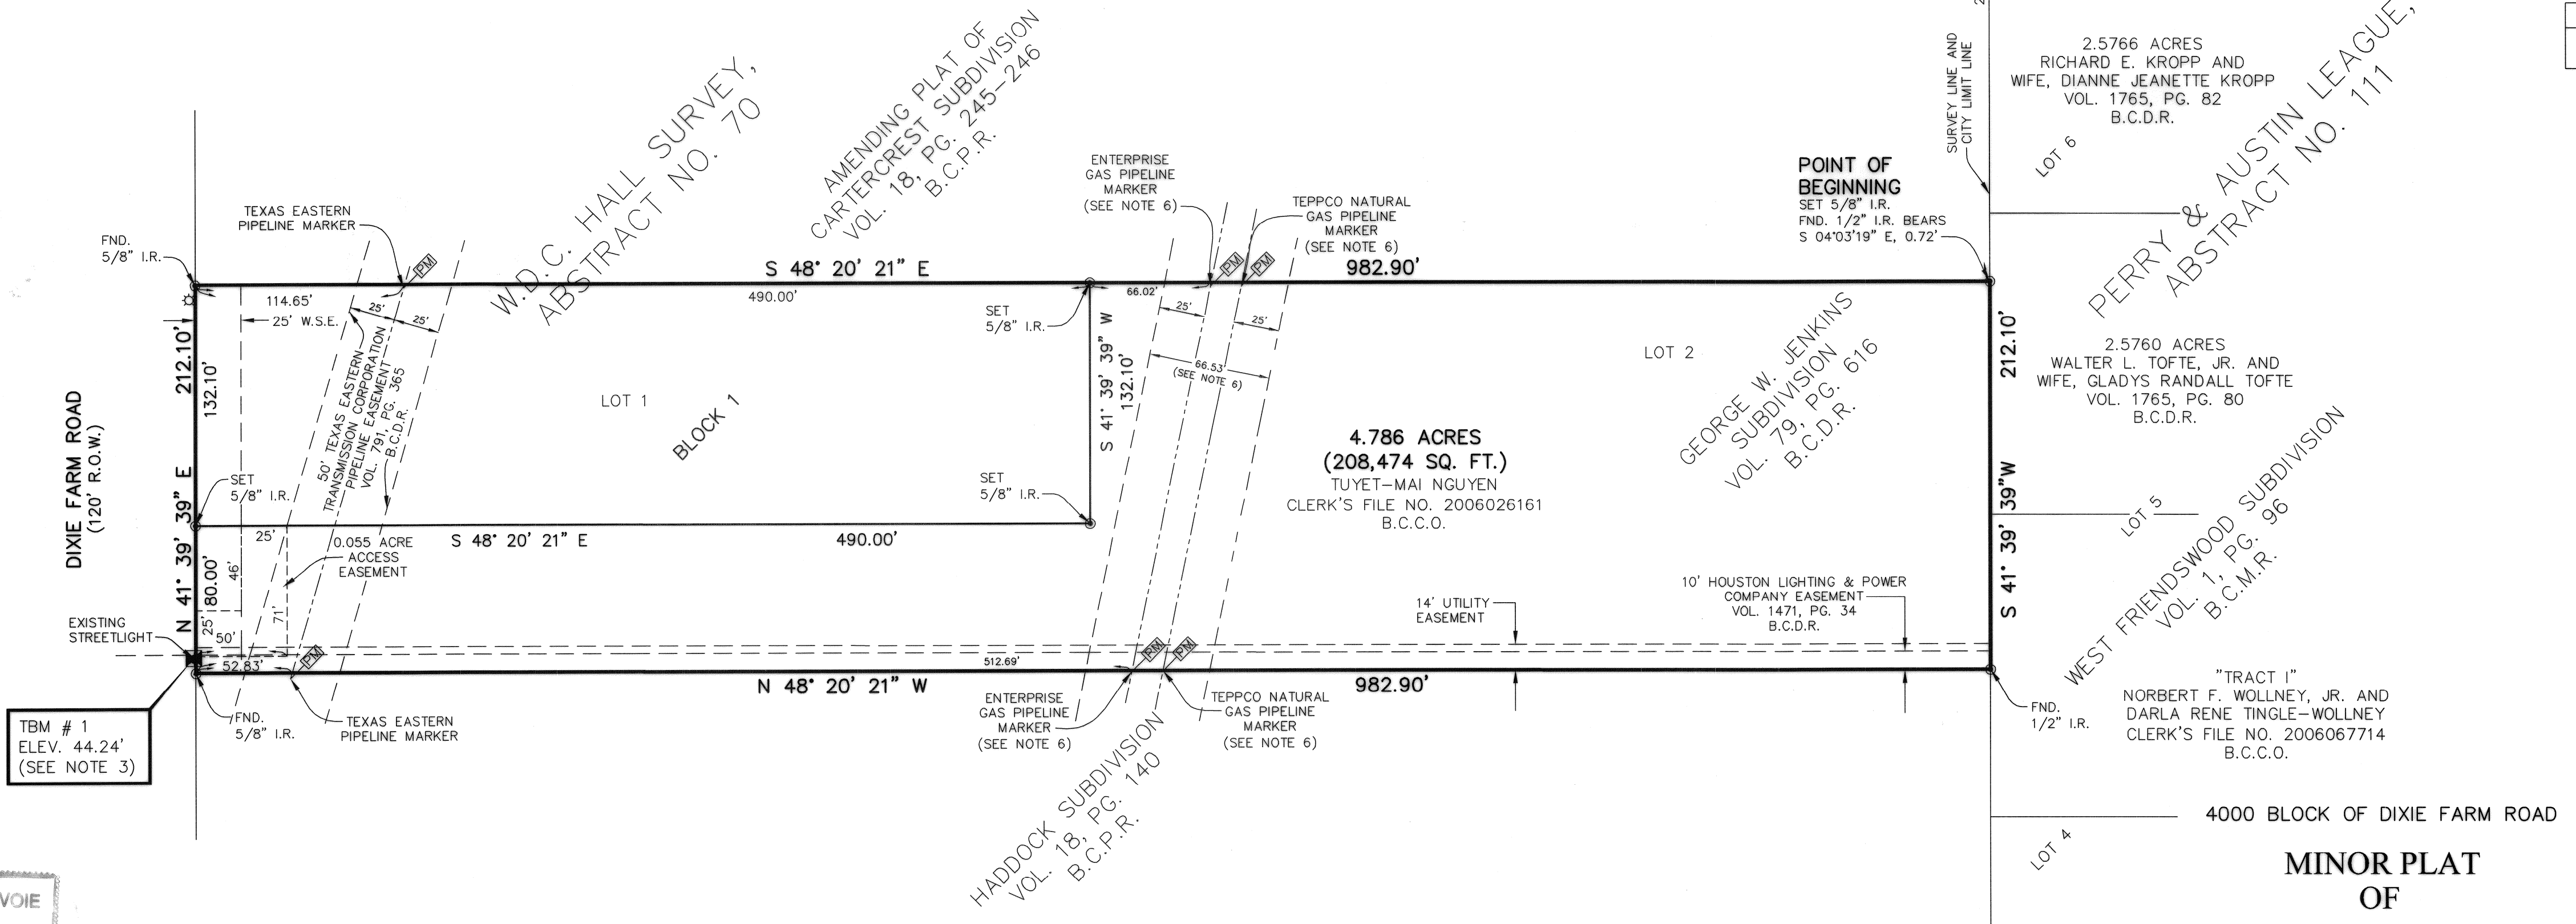 2.5766 ACRES
RICHARD E. KROPP AND
WIFE, DIANNE JEANETTE KROPP
VOL. 1765, PG. 82
B.C.D.R.
LOT 6
SURVEY LINE AND
CITY LIMIT LINE
PERRY & AUSTIN LEAGUE,
ABSTRACT NO. 111
W.D.C. HALL SURVEY,
ABSTRACT NO. 70
AMENDING PLAT OF
CARTERCREST SUBDIVISION
VOL. 18, PG. 245-246
B.C.P.R.
ENTERPRISE
GAS PIPELINE
MARKER
(SEE NOTE 6)
TEPPCO NATURAL
GAS PIPELINE
MARKER
(SEE NOTE 6)
POINT OF
BEGINNING
SET 5/8" I.R.
FND. 1/2" I.R. BEARS
S 04°03'19" E, 0.72'
TEXAS EASTERN
PIPELINE MARKER
FND.
5/8" I.R.
PM
PM
PM
S 48° 20' 21" E
982.90'
114.65'
490.00'
66.02'
25' W.S.E.
25'
25'
25'
25'
SET
5/8" I.R.
66.53'
(SEE NOTE 6)
S 41° 39' 39" W
132.10'
212.10'
132.10'
N 41° 39' 39" E
80.00'
DIXIE FARM ROAD
(120' R.O.W.)
50' TEXAS EASTERN
TRANSMISSION CORPORATION
PIPELINE EASEMENT
VOL. 791, PG. 365
B.C.D.R.
LOT 1
BLOCK 1
LOT 2
GEORGE W. JENKINS
SUBDIVISION
VOL. 79, PG. 616
B.C.D.R.
212.10'
S 41° 39' 39"W
2.5760 ACRES
WALTER L. TOFTE, JR. AND
WIFE, GLADYS RANDALL TOFTE
VOL. 1765, PG. 80
B.C.D.R.
4.786 ACRES
(208,474 SQ. FT.)
TUYET-MAI NGUYEN
CLERK'S FILE NO. 2006026161
B.C.C.O.
SET
5/8" I.R.
SET
5/8" I.R.
LOT 5
WEST FRIENDSWOOD SUBDIVISION
VOL. 1, PG. 96
B.C.M.R.
25'
S 48° 20' 21" E
490.00'
0.055 ACRE
ACCESS
EASEMENT
46'
71'
25'
50'
EXISTING
STREETLIGHT
14' UTILITY
EASEMENT
10' HOUSTON LIGHTING & POWER
COMPANY EASEMENT
VOL. 1471, PG. 34
B.C.D.R.
52.83'
512.69'
PM
PM
PM
N 48° 20' 21" W
982.90'
FND.
5/8" I.R.
TEXAS EASTERN
PIPELINE MARKER
ENTERPRISE
GAS PIPELINE
MARKER
(SEE NOTE 6)
TEPPCO NATURAL
GAS PIPELINE
MARKER
(SEE NOTE 6)
FND.
1/2" I.R.
"TRACT I"
NORBERT F. WOLLNEY, JR. AND
DARLA RENE TINGLE-WOLLNEY
CLERK'S FILE NO. 2006067714
B.C.C.O.
TBM # 1
ELEV. 44.24'
(SEE NOTE 3)
HADDOCK SUBDIVISION
VOL. 18, PG. 140
B.C.P.R.
LOT 4
4000 BLOCK OF DIXIE FARM ROAD
MINOR PLAT
OF
VOIE